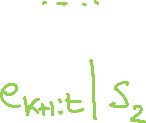 e_{k+1:t} | S_2